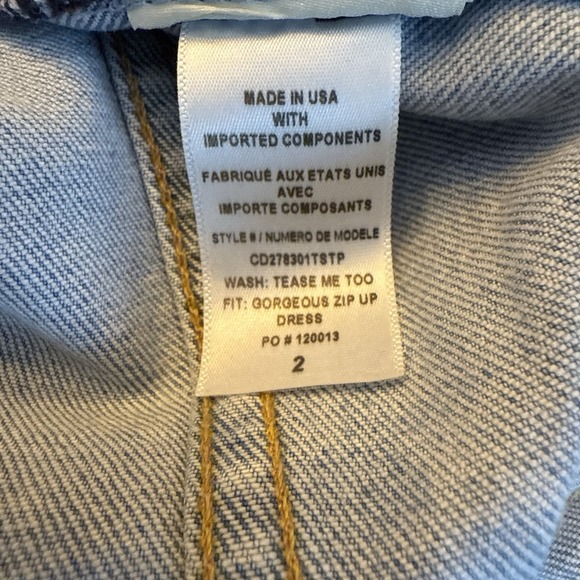 MADE IN USA
WITH
IMPORTED COMPONENTS
FABRIQUÉ AUX ETATS UNIS
AVEC
IMPORTE COMPOSANTS
STYLE # / NUMERO DE MODELE
CD278301TSTP
WASH: TEASE ME TOO
FIT: GORGEOUS ZIP UP
DRESS
PO # 120013
2